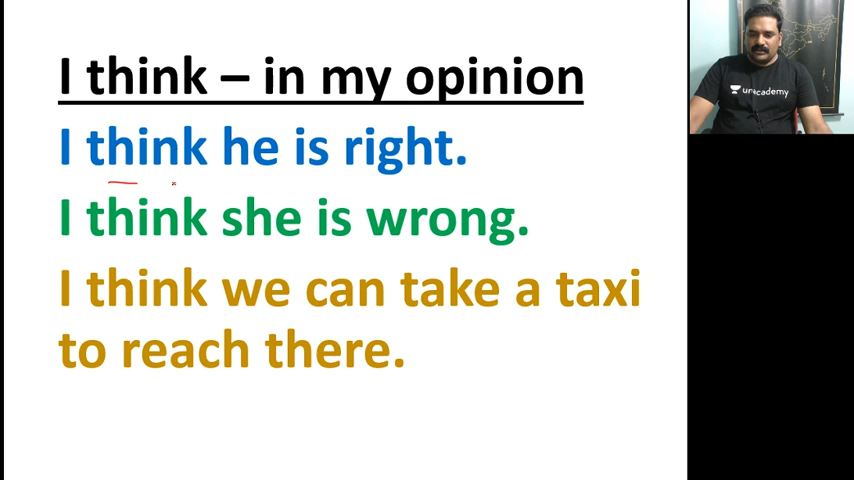 I think – in my opinion
I think he is right.
I think she is wrong.
I think we can take a taxi
to reach there.
unacademy